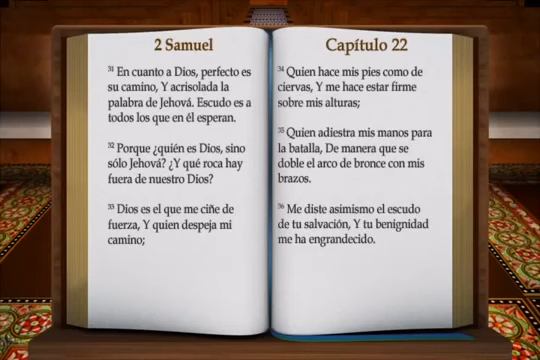 2 Samuel
31 En cuanto a Dios, perfecto es
su camino, Y acrisolada la
palabra de Jehová. Escudo es a
todos los que en él esperan.
32 Porque ¿quién es Dios, sino
sólo Jehová? ¿Y qué roca hay
fuera de nuestro Dios?
33 Dios es el que me ciñe de
fuerza, Y quien despeja mi
camino;
Capítulo 22
34 Quien hace mis pies como de
ciervas, Y me hace estar firme
sobre mis alturas;
35 Quien adiestra mis manos para
la batalla, De manera que se
doble el arco de bronce con mis
brazos.
36 Me diste asimismo el escudo
de tu salvación, Y tu benignidad
me ha engrandecido.